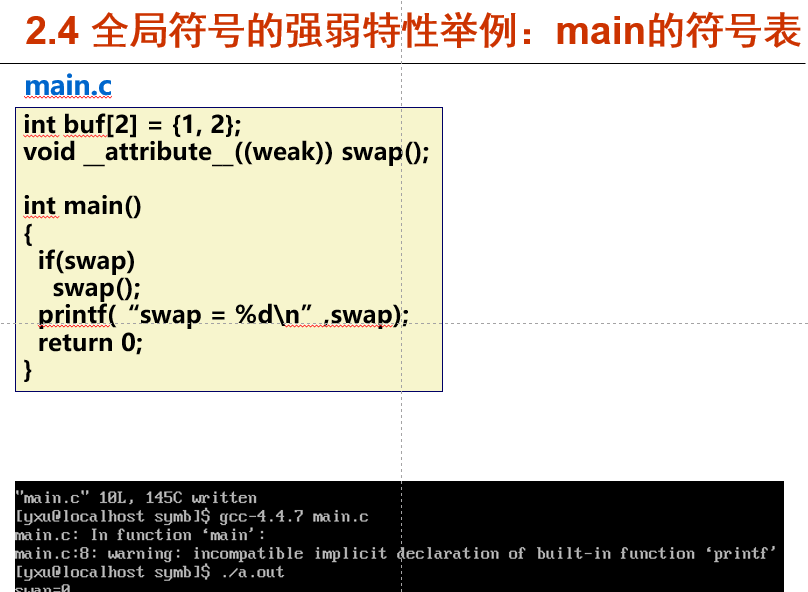 2.4 全局符号的强弱特性举例：main的符号表
main.c
int buf[2] = {1, 2};
void __attribute__((weak)) swap();
int main()
{
if(swap)
swap();
printf( “swap = %d\n” ,swap);
return 0;
}
"main.c" 10L, 145C written
[yxu@localhost symb]$ gcc-4.4.7 main.c
main.c: In function ‘main’:
main.c:8: warning: incompatible implicit declaration of built-in function ‘printf’
[yxu@localhost symb]$ ./a.out
swap=0